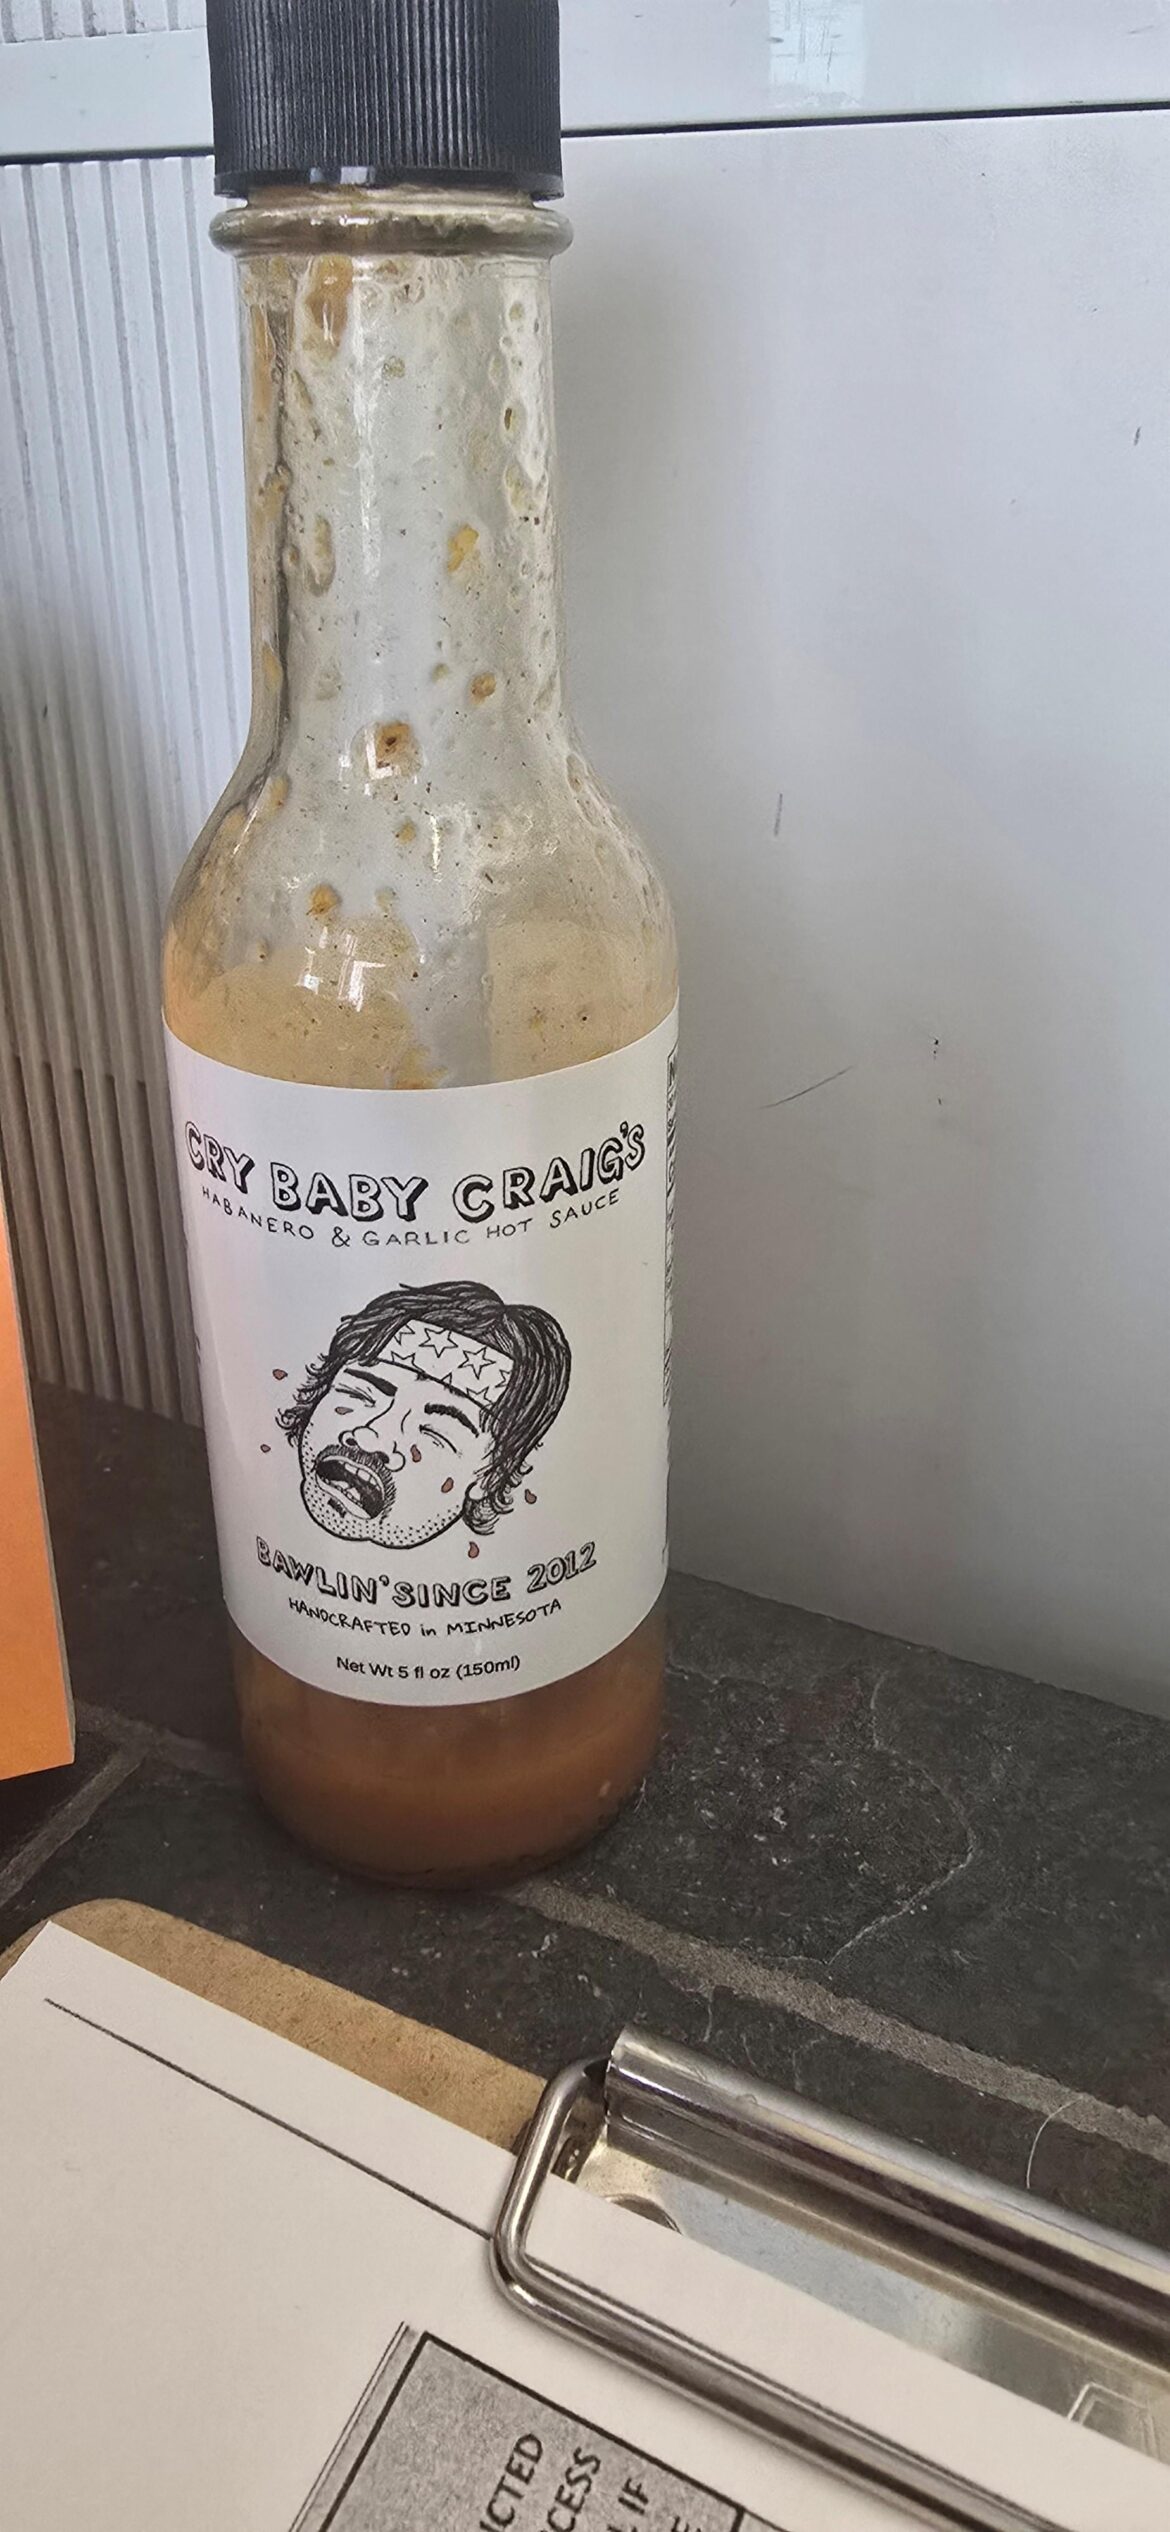 CRY BABY CRAIG'S
HABANERO & GARLIC HOT SAUCE
BAWLIN' SINCE 2012
HANDCRAFTED in MINNESOTA
Net Wt 5 fl oz (150ml)
IF